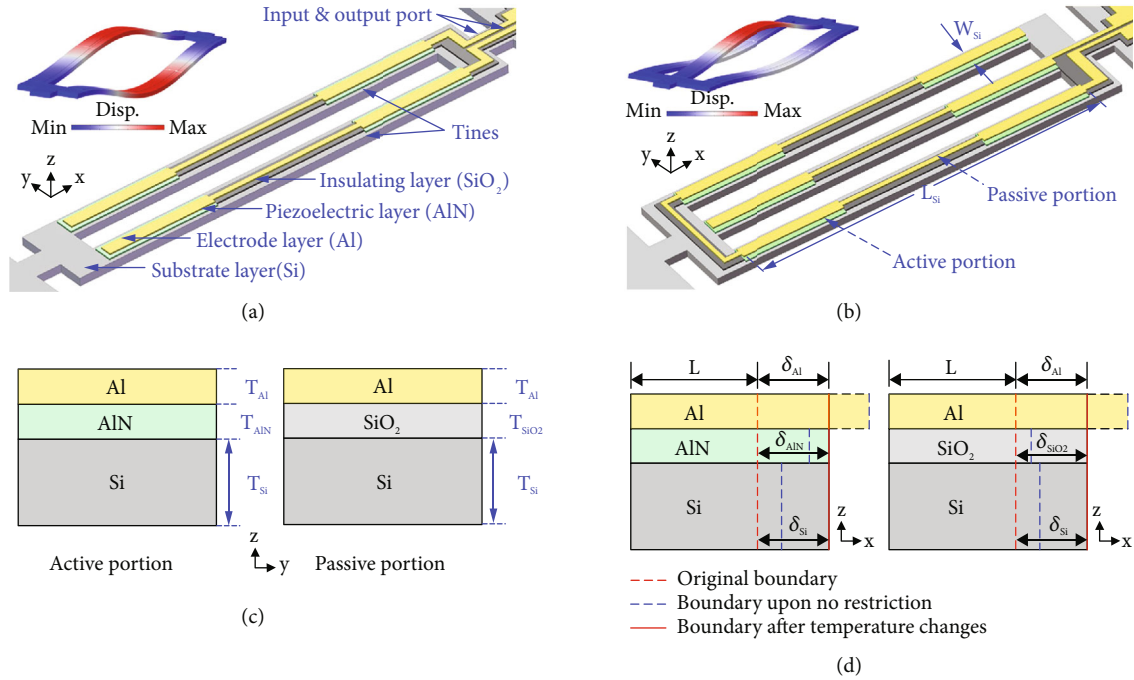 Input & output port
Disp.
Min Max
Tines
z
y x
Insulating layer (SiO₂)
Piezoelectric layer (AlN)
Electrode layer (Al)
Substrate layer(Si)
(a)
W_Si
Disp.
Min Max
z
y x
Passive portion
L_Si
Active portion
(b)
Al T_Al Al T_Al
AlN T_AlN SiO₂ T_SiO2
Si T_Si Si T_Si
Active portion z y Passive portion
(c)
L δ_Al L δ_Al
Al Al
AlN δ_AlN SiO₂ δ_SiO2
Si δ_Si z x Si δ_Si z x
Original boundary
Boundary upon no restriction
Boundary after temperature changes
(d)